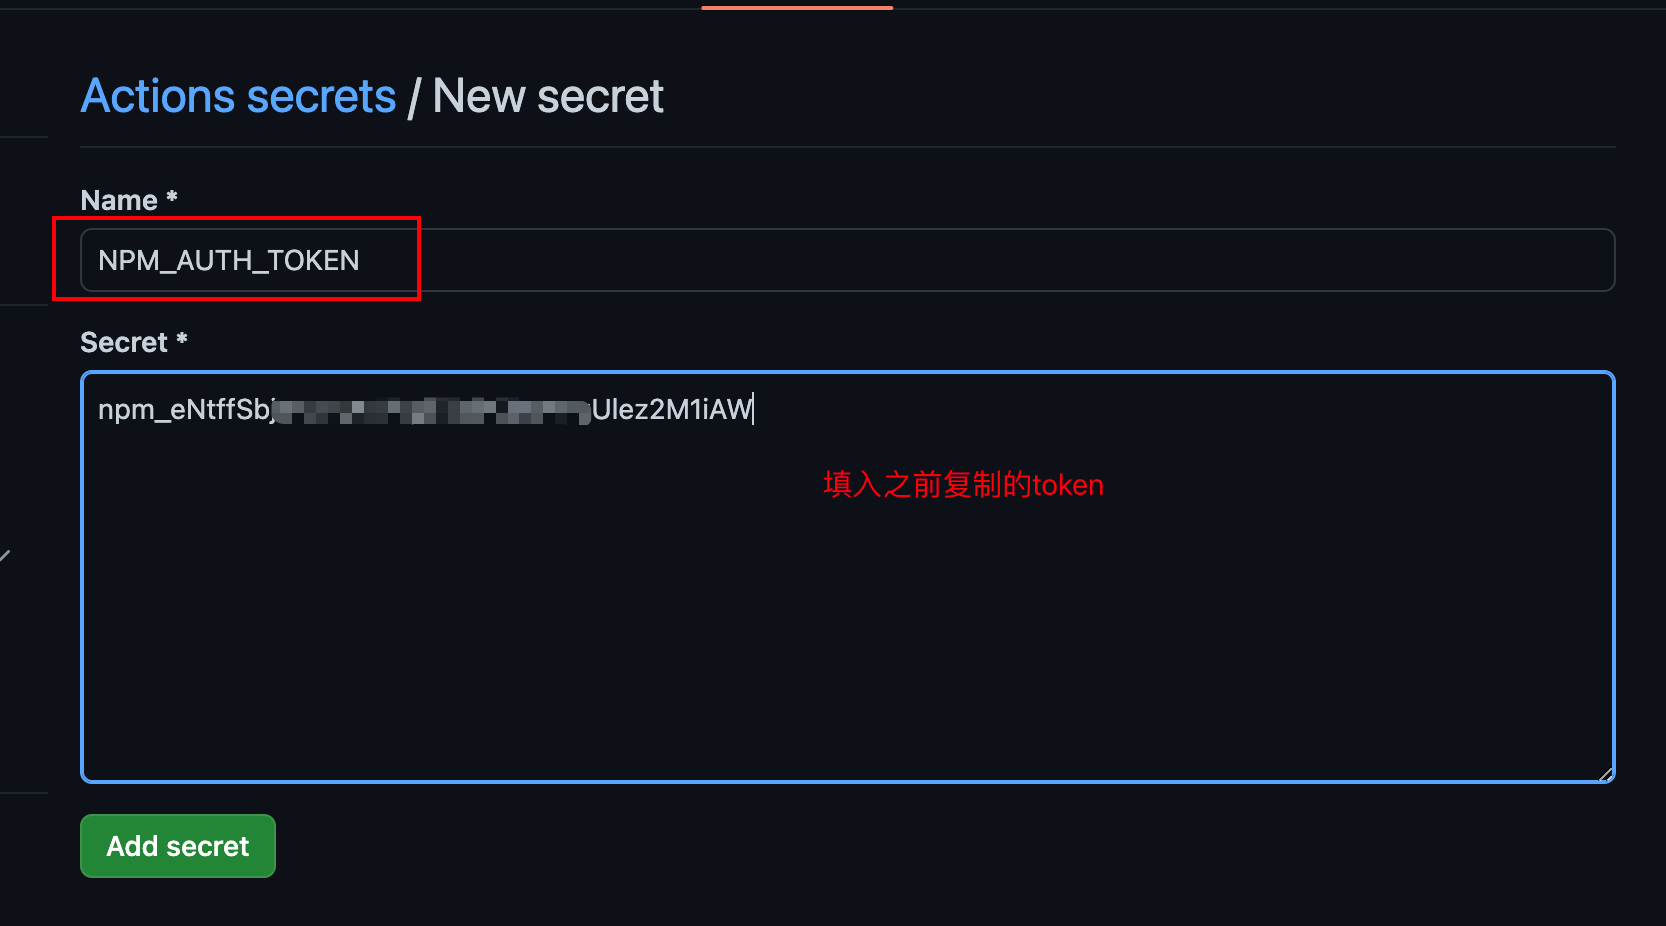 Actions secrets / New secret
Name *
NPM_AUTH_TOKEN
Secret *
npm_eNtffSbj Ulez2M1iAW
填入之前复制的token
Add secret